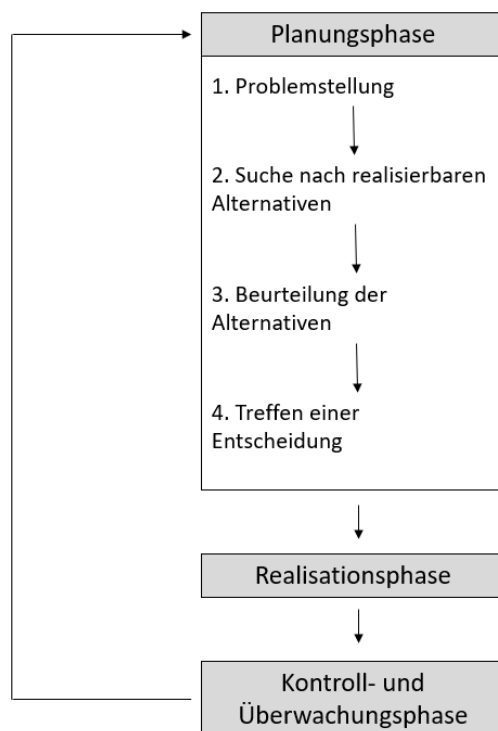 Planungsphase
1. Problemstellung
2. Suche nach realisierbaren
Alternativen
3. Beurteilung der
Alternativen
4. Treffen einer
Entscheidung
Realisationsphase
Kontroll- und
Überwachungsphase